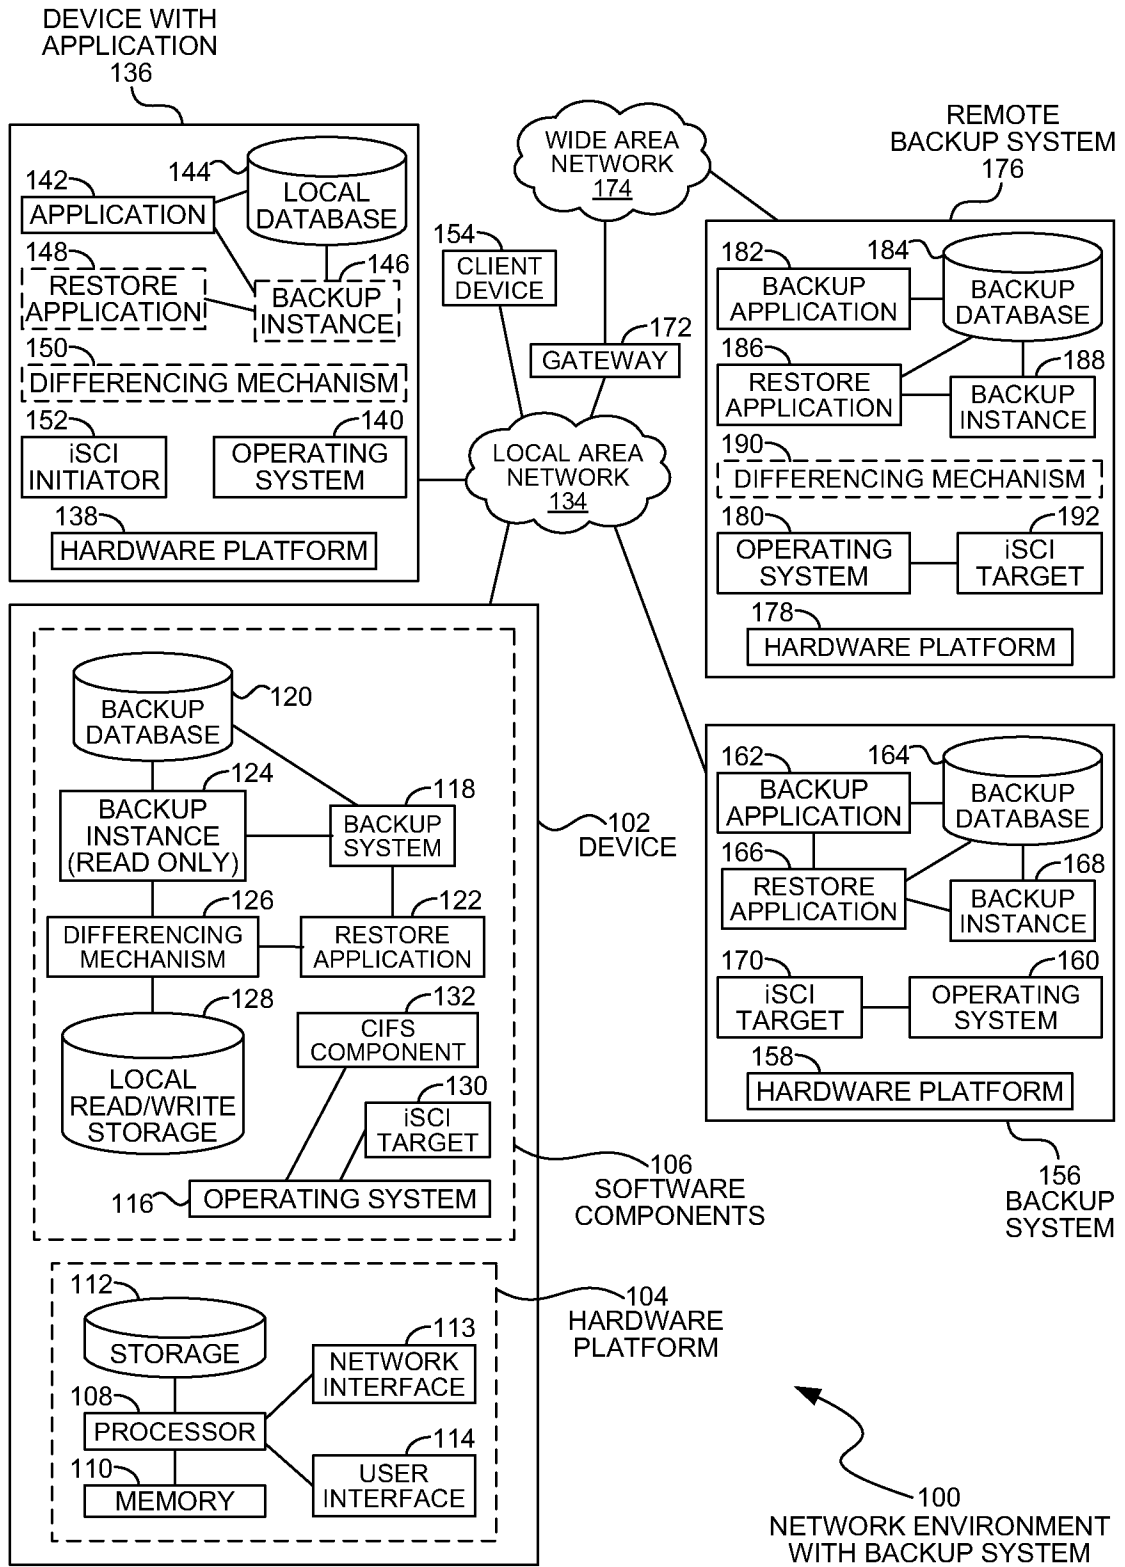 DEVICE WITH
APPLICATION
136
144
LOCAL
DATABASE
142
APPLICATION
148
RESTORE
APPLICATION
146
BACKUP
INSTANCE
150
DIFFERENCING MECHANISM
152
iSCI
INITIATOR
140
OPERATING
SYSTEM
138
HARDWARE PLATFORM
WIDE AREA
NETWORK
174
154
CLIENT
DEVICE
172
GATEWAY
LOCAL AREA
NETWORK
134
REMOTE
BACKUP SYSTEM
176
182
BACKUP
APPLICATION
184
BACKUP
DATABASE
186
RESTORE
APPLICATION
188
BACKUP
INSTANCE
190
DIFFERENCING MECHANISM
180
OPERATING
SYSTEM
192
iSCI
TARGET
178
HARDWARE PLATFORM
BACKUP
DATABASE
120
124
BACKUP
INSTANCE
(READ ONLY)
118
BACKUP
SYSTEM
102
DEVICE
126
DIFFERENCING
MECHANISM
122
RESTORE
APPLICATION
128
LOCAL
READ/WRITE
STORAGE
132
CIFS
COMPONENT
130
iSCI
TARGET
116
OPERATING SYSTEM
106
SOFTWARE
COMPONENTS
162
BACKUP
APPLICATION
164
BACKUP
DATABASE
166
RESTORE
APPLICATION
168
BACKUP
INSTANCE
170
iSCI
TARGET
160
OPERATING
SYSTEM
158
HARDWARE PLATFORM
156
BACKUP
SYSTEM
112
STORAGE
104
HARDWARE
PLATFORM
113
NETWORK
INTERFACE
108
PROCESSOR
114
USER
INTERFACE
110
MEMORY
100
NETWORK ENVIRONMENT
WITH BACKUP SYSTEM